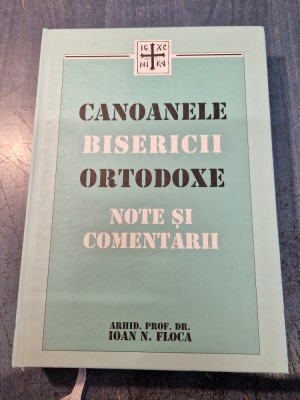 IC XC
NI KA
CANOANELE
BISERICII
ORTODOXE
NOTE ȘI
COMENTARII
ARHID. PROF. DR.
IOAN N. FLOCA